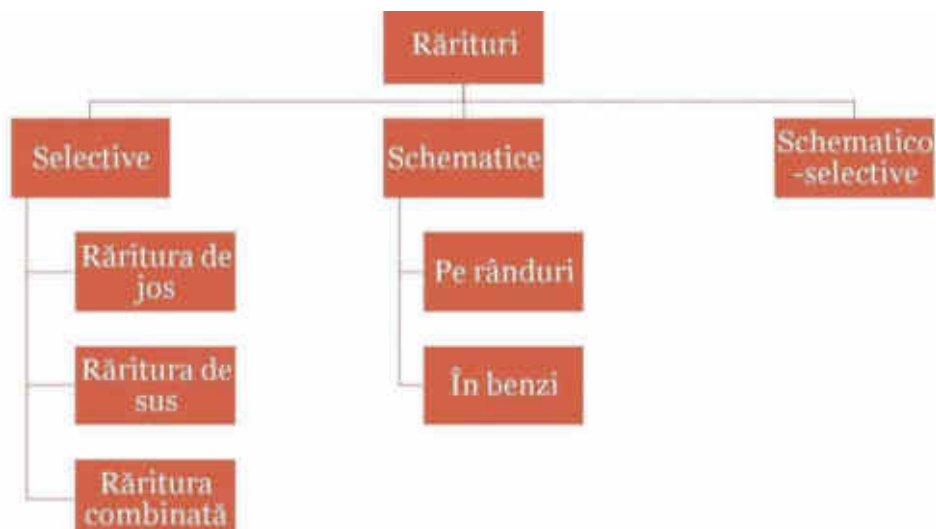 Rărituri
Selective
Schematice
Schematico
-selective
Răritura de
jos
Răritura de
sus
Răritura
combinată
Pe rânduri
În benzi